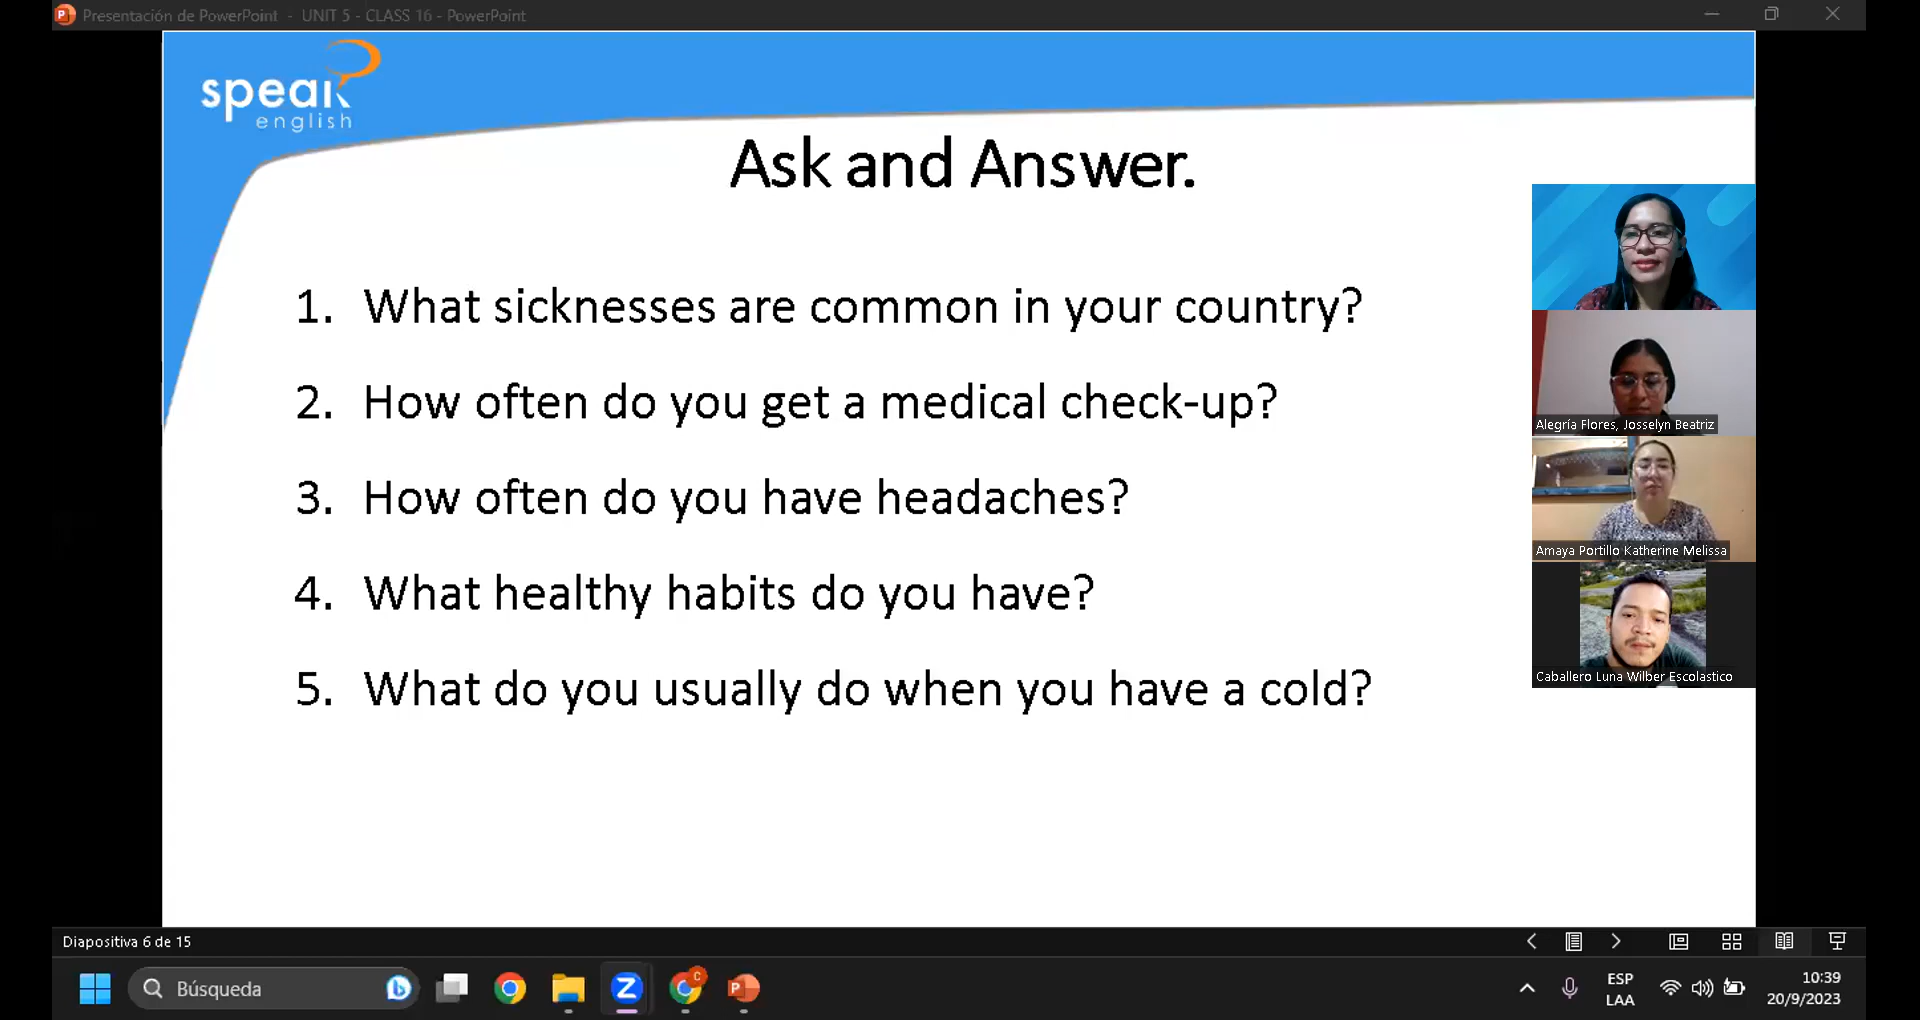 Presentación de PowerPoint - UNIT 5 - CLASS 16 - PowerPoint
speak
english
Ask and Answer.
1. What sicknesses are common in your country?
2. How often do you get a medical check-up?
3. How often do you have headaches?
4. What healthy habits do you have?
5. What do you usually do when you have a cold?
Alegría Flores, Josselyn Beatriz
Amaya Portillo Katherine Melissa
Caballero Luna Wilber Escolastico
Diapositiva 6 de 15
Búsqueda
ESP
LAA
10:39
20/9/2023